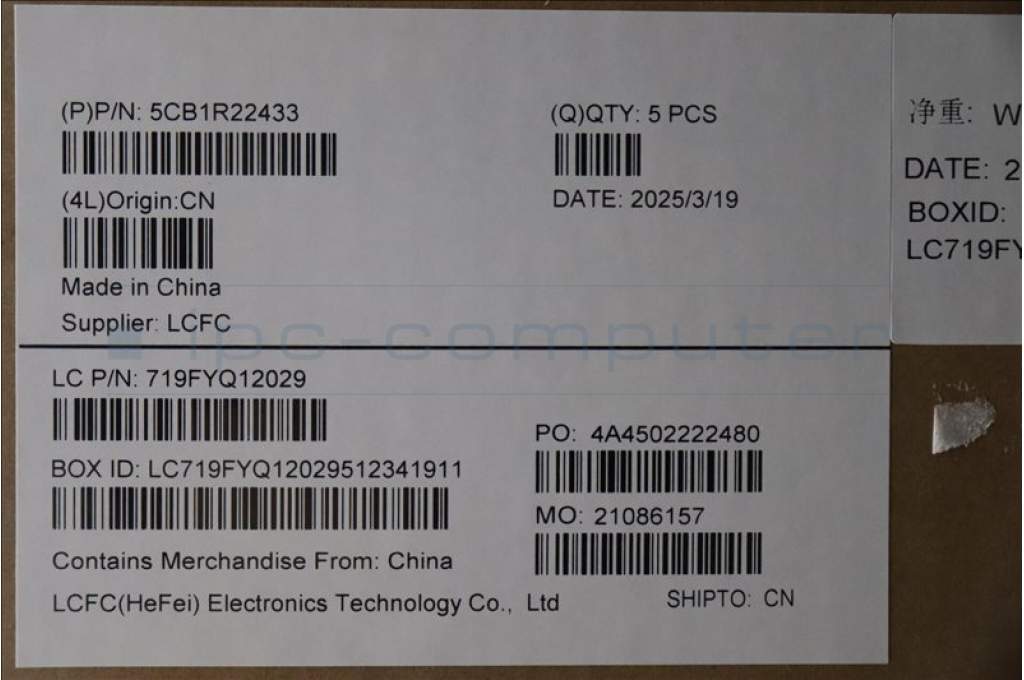 (P)P/N: 5CB1R22433
(Q)QTY: 5 PCS
(4L)Origin:CN
DATE: 2025/3/19
Made in China
Supplier: LCFC
ipc-computer
LC P/N: 719FYQ12029
PO: 4A4502222480
BOX ID: LC719FYQ12029512341911
MO: 21086157
Contains Merchandise From: China
LCFC(HeFei) Electronics Technology Co., Ltd
SHIPTO: CN
净重: W
DATE: 2
BOXID:
LC719FY